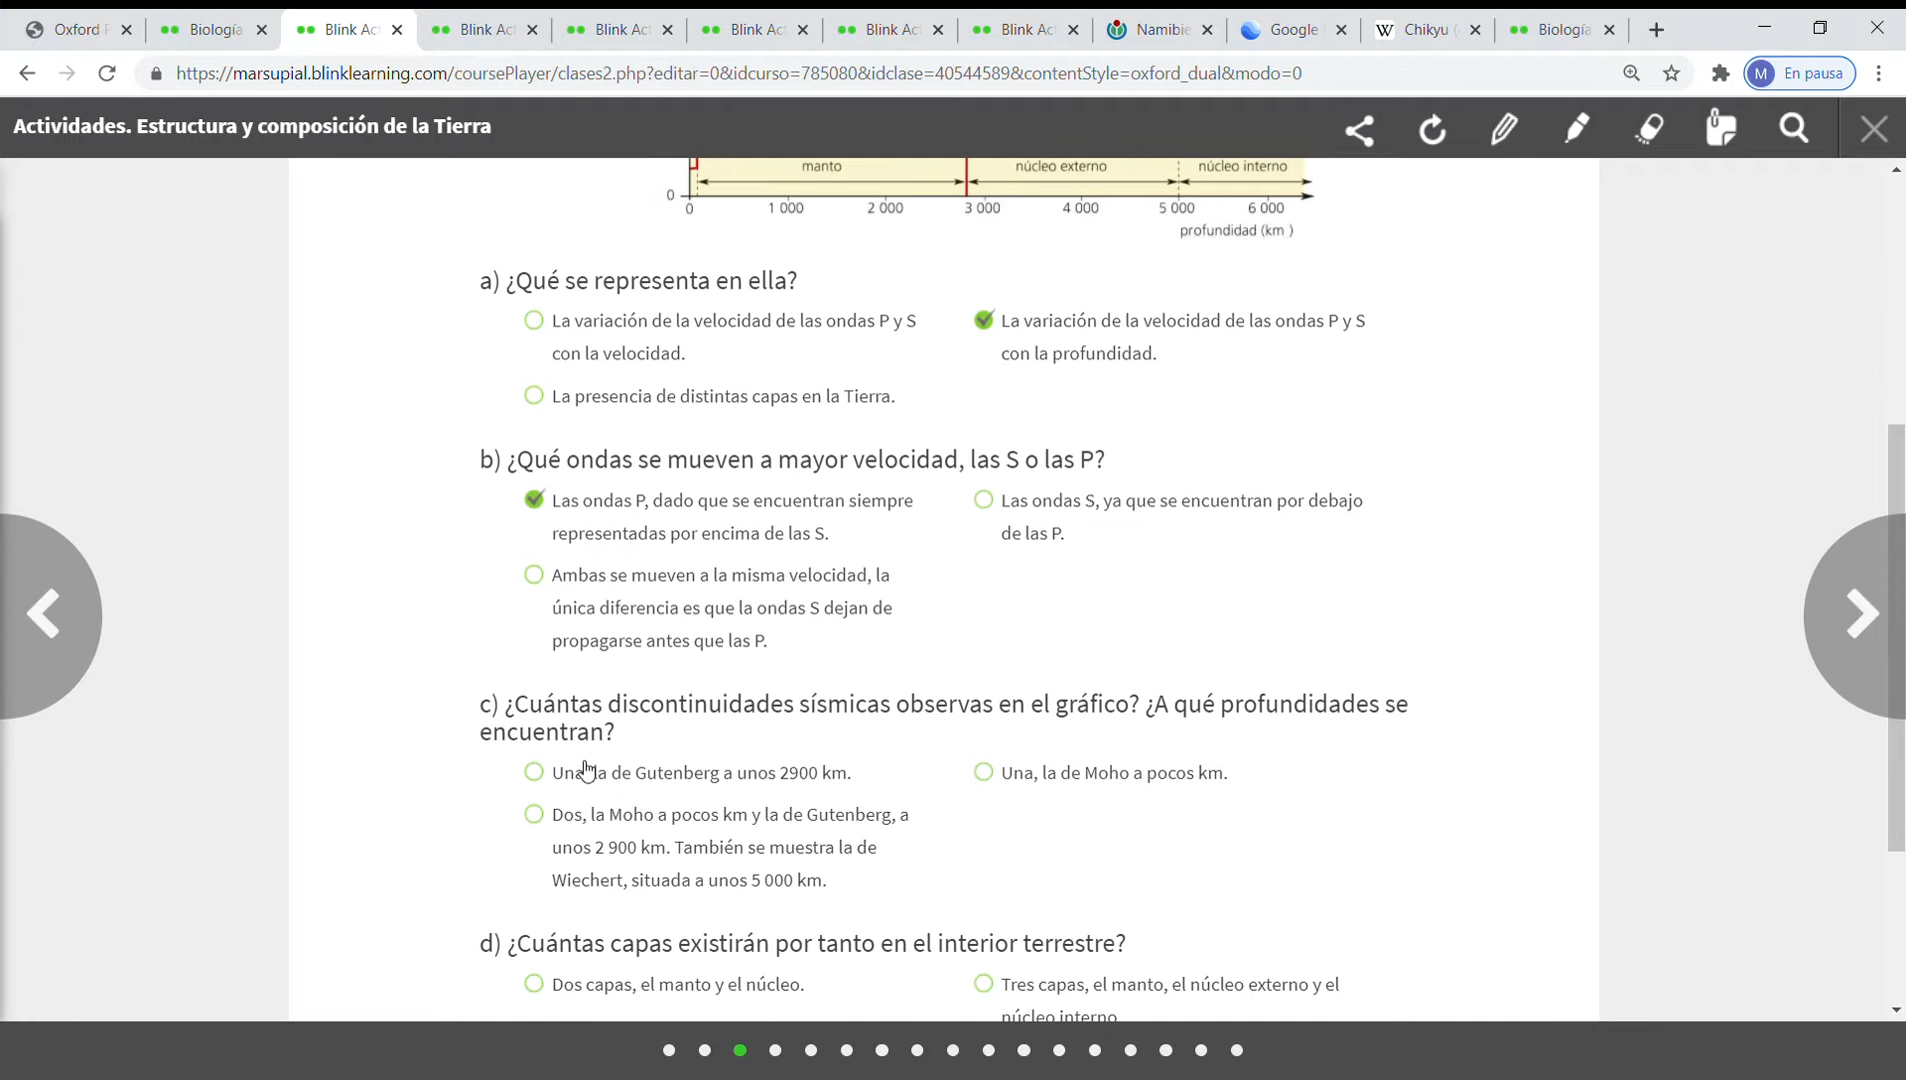 Oxford P
Biología
Blink Act
Blink Act
Blink Act
Blink Act
Blink Act
Blink Act
Namibie
Google
Chikyu (
Biología
https://marsupial.blinklearning.com/coursePlayer/clases2.php?editar=0&idcurso=785080&idclase=40544589&contentStyle=oxford_dual&modo=0
M En pausa
Actividades. Estructura y composición de la Tierra
manto núcleo externo núcleo interno
0
0 1 000 2 000 3 000 4 000 5 000 6 000
profundidad (km )
a) ¿Qué se representa en ella?
La variación de la velocidad de las ondas P y S
con la velocidad.
La variación de la velocidad de las ondas P y S
con la profundidad.
La presencia de distintas capas en la Tierra.
b) ¿Qué ondas se mueven a mayor velocidad, las S o las P?
Las ondas P, dado que se encuentran siempre
representadas por encima de las S.
Las ondas S, ya que se encuentran por debajo
de las P.
Ambas se mueven a la misma velocidad, la
única diferencia es que la ondas S dejan de
propagarse antes que las P.
c) ¿Cuántas discontinuidades sísmicas observas en el gráfico? ¿A qué profundidades se
encuentran?
Una, la de Gutenberg a unos 2900 km.
Una, la de Moho a pocos km.
Dos, la Moho a pocos km y la de Gutenberg, a
unos 2 900 km. También se muestra la de
Wiechert, situada a unos 5 000 km.
d) ¿Cuántas capas existirán por tanto en el interior terrestre?
Dos capas, el manto y el núcleo.
Tres capas, el manto, el núcleo externo y el
núcleo interno